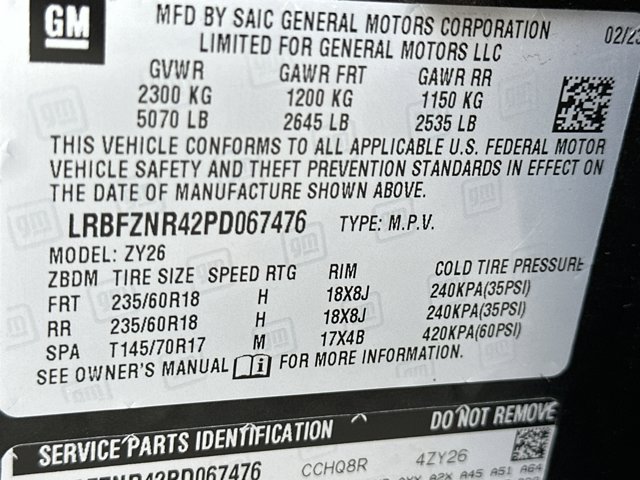 GM
MFD BY SAIC GENERAL MOTORS CORPORATION 02/23
LIMITED FOR GENERAL MOTORS LLC
GVWR GAWR FRT GAWR RR
2300 KG 1200 KG 1150 KG
5070 LB 2645 LB 2535 LB
THIS VEHICLE CONFORMS TO ALL APPLICABLE U.S. FEDERAL MOTOR
VEHICLE SAFETY AND THEFT PREVENTION STANDARDS IN EFFECT ON
THE DATE OF MANUFACTURE SHOWN ABOVE.
LRBFZNR42PD067476 TYPE: M.P.V.
MODEL: ZY26
ZBDM TIRE SIZE SPEED RTG RIM COLD TIRE PRESSURE
FRT 235/60R18 H 18X8J 240KPA(35PSI)
RR 235/60R18 H 18X8J 240KPA(35PSI)
SPA T145/70R17 M 17X4B 420KPA(60PSI)
SEE OWNER'S MANUAL FOR MORE INFORMATION.
SERVICE PARTS IDENTIFICATION DO NOT REMOVE
FZNR42PD067476 CCHQ8R 4ZY26
A2X A45 A51 A64